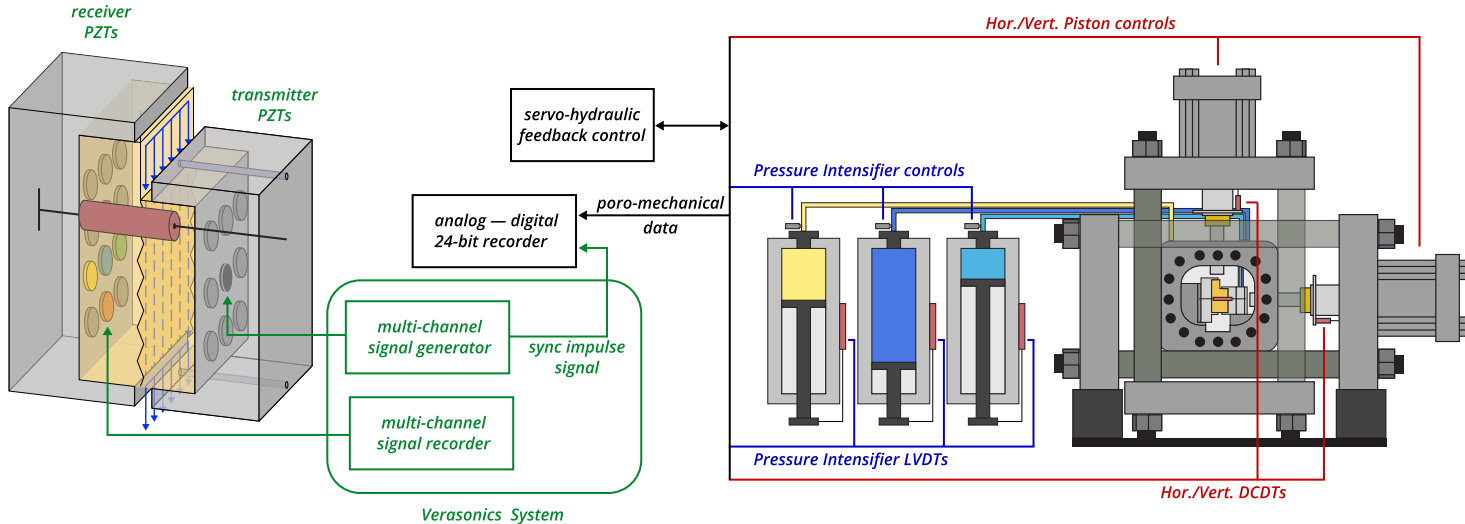 receiver
PZTs
transmitter
PZTs
servo-hydraulic
feedback control
analog — digital
24-bit recorder
poro-mechanical
data
multi-channel
signal generator
sync impulse
signal
multi-channel
signal recorder
Verasonics System
Hor./Vert. Piston controls
Pressure Intensifier controls
Pressure Intensifier LVDTs
Hor./Vert. DCDTs